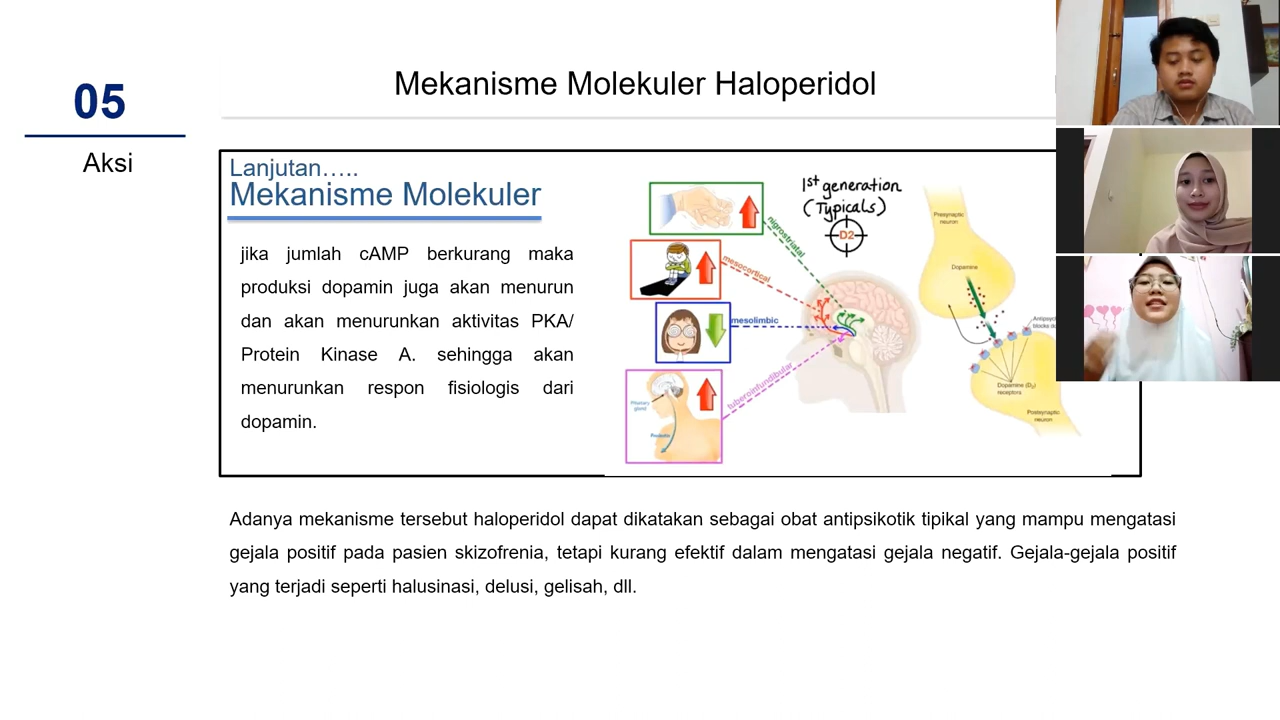 05
Aksi
Mekanisme Molekuler Haloperidol
Lanjutan…..
Mekanisme Molekuler
jika jumlah cAMP berkurang maka
produksi dopamin juga akan menurun
dan akan menurunkan aktivitas PKA/
Protein Kinase A. sehingga akan
menurunkan respon fisiologis dari
dopamin.
1st generation
(Typicals)
D2
nigrostriatal
mesocortical
mesolimbic
tuberoinfundibular
Pituitary
gland
Presynaptic
neuron
Dopamine
Dopamine (D2)
receptors
Postsynaptic
neuron
Adanya mekanisme tersebut haloperidol dapat dikatakan sebagai obat antipsikotik tipikal yang mampu mengatasi
gejala positif pada pasien skizofrenia, tetapi kurang efektif dalam mengatasi gejala negatif. Gejala-gejala positif
yang terjadi seperti halusinasi, delusi, gelisah, dll.